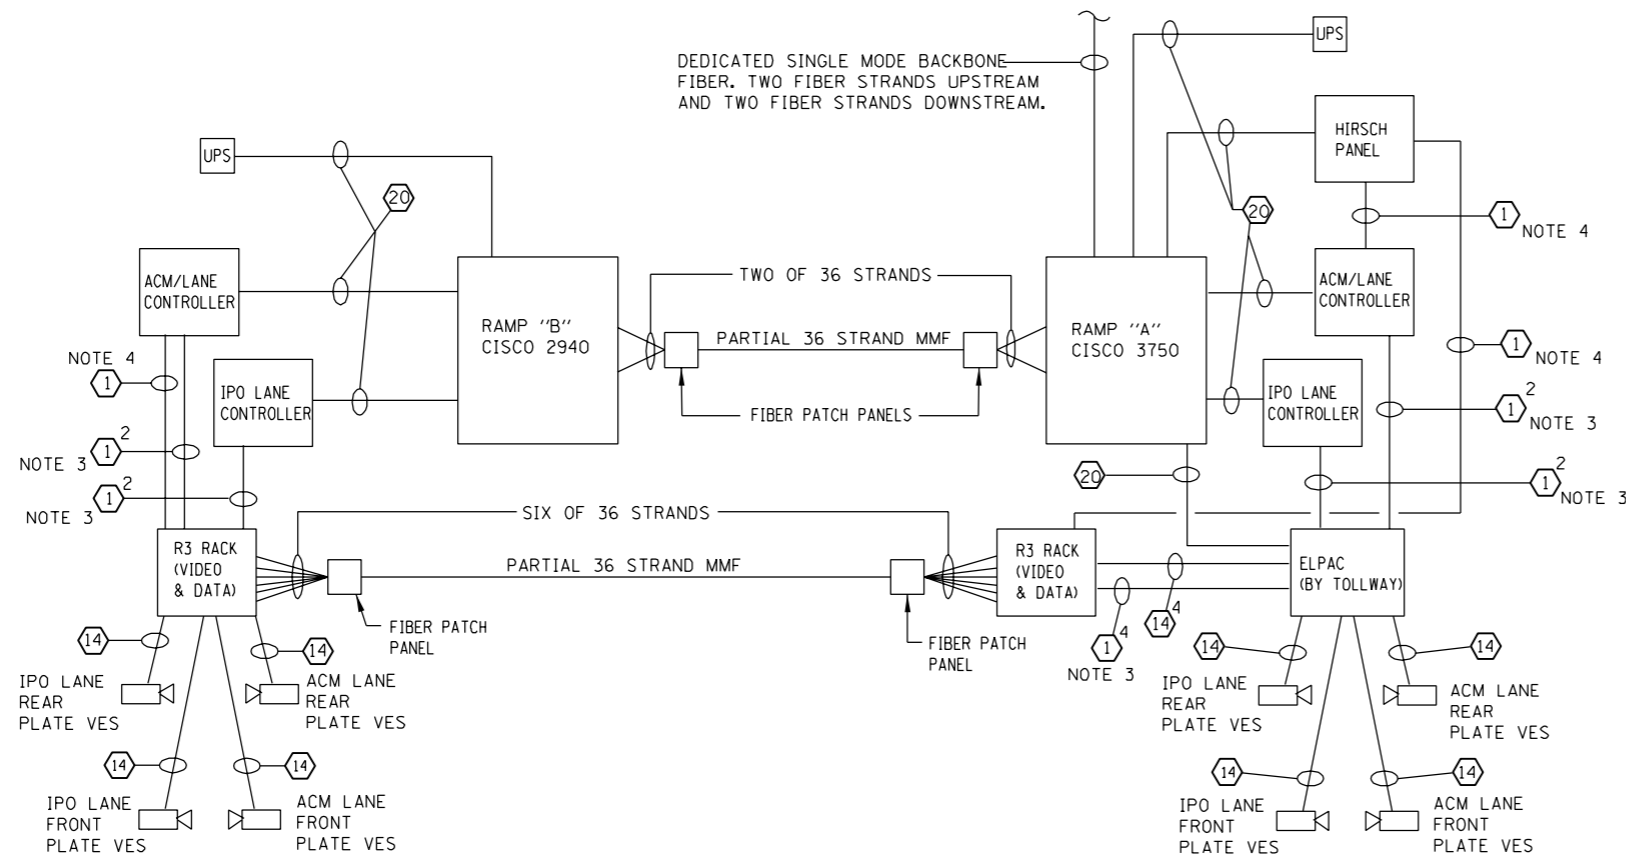 DEDICATED SINGLE MODE BACKBONE
FIBER. TWO FIBER STRANDS UPSTREAM
AND TWO FIBER STRANDS DOWNSTREAM.
UPS
HIRSCH
PANEL
UPS
20
20
1
NOTE 4
ACM/LANE
CONTROLLER
RAMP "B"
CISCO 2940
TWO OF 36 STRANDS
PARTIAL 36 STRAND MMF
FIBER PATCH PANELS
RAMP "A"
CISCO 3750
ACM/LANE
CONTROLLER
1
NOTE 4
NOTE 4
1
IPO LANE
CONTROLLER
IPO LANE
CONTROLLER
1 2
NOTE 3
1 2
NOTE 3
1 2
NOTE 3
20
1 2
NOTE 3
SIX OF 36 STRANDS
R3 RACK
(VIDEO
& DATA)
PARTIAL 36 STRAND MMF
R3 RACK
(VIDEO
& DATA)
ELPAC
(BY TOLLWAY)
FIBER PATCH
PANEL
FIBER PATCH
PANEL
1 4
NOTE 3
14 4
14
14
14
14
IPO LANE
REAR
PLATE VES
ACM LANE
REAR
PLATE VES
IPO LANE
REAR
PLATE VES
ACM LANE
REAR
PLATE VES
14
14
14
14
IPO LANE
FRONT
PLATE VES
ACM LANE
FRONT
PLATE VES
IPO LANE
FRONT
PLATE VES
ACM LANE
FRONT
PLATE VES